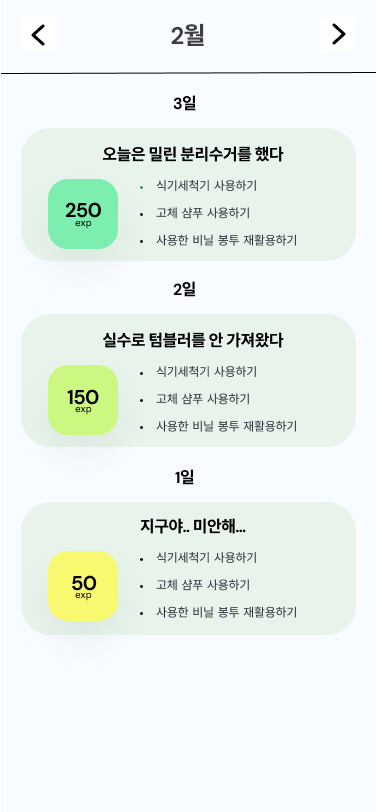 2월
3일
오늘은 밀린 분리수거를 했다
250
exp
• 식기세척기 사용하기
• 고체 샴푸 사용하기
• 사용한 비닐 봉투 재활용하기
2일
실수로 텀블러를 안 가져왔다
150
exp
• 식기세척기 사용하기
• 고체 샴푸 사용하기
• 사용한 비닐 봉투 재활용하기
1일
지구야.. 미안해...
50
exp
• 식기세척기 사용하기
• 고체 샴푸 사용하기
• 사용한 비닐 봉투 재활용하기